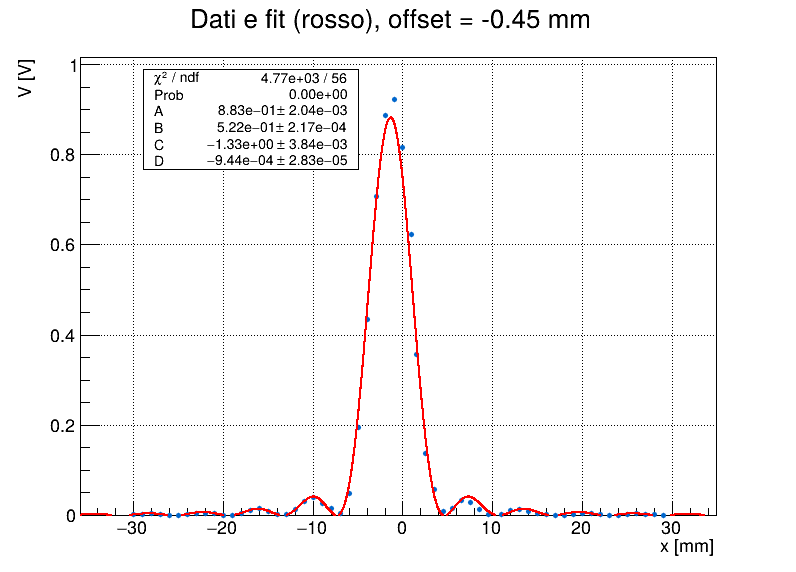 Dati e fit (rosso), offset = -0.45 mm
V [V]
χ² / ndf 4.77e+03 / 56
Prob 0.00e+00
A 8.83e−01 ± 2.04e−03
B 5.22e−01 ± 2.17e−04
C −1.33e+00 ± 3.84e−03
D −9.44e−04 ± 2.83e−05
1
0.8
0.6
0.4
0.2
0
−30 −20 −10 0 10 20 30
x [mm]